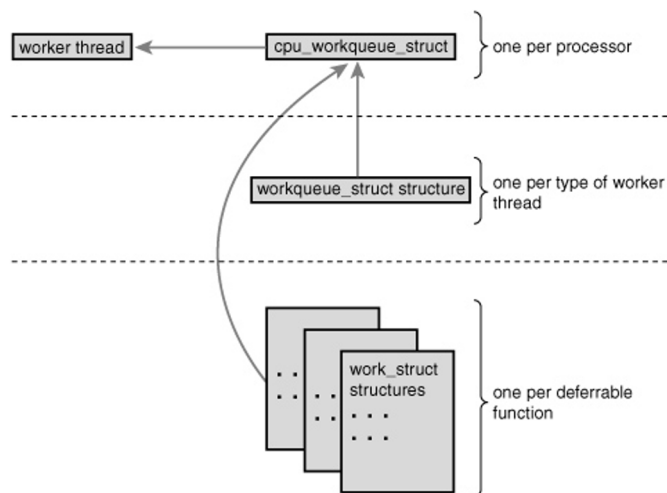 worker thread
cpu_workqueue_struct
one per processor
workqueue_struct structure
one per type of worker
thread
work_struct
structures
one per deferrable
function